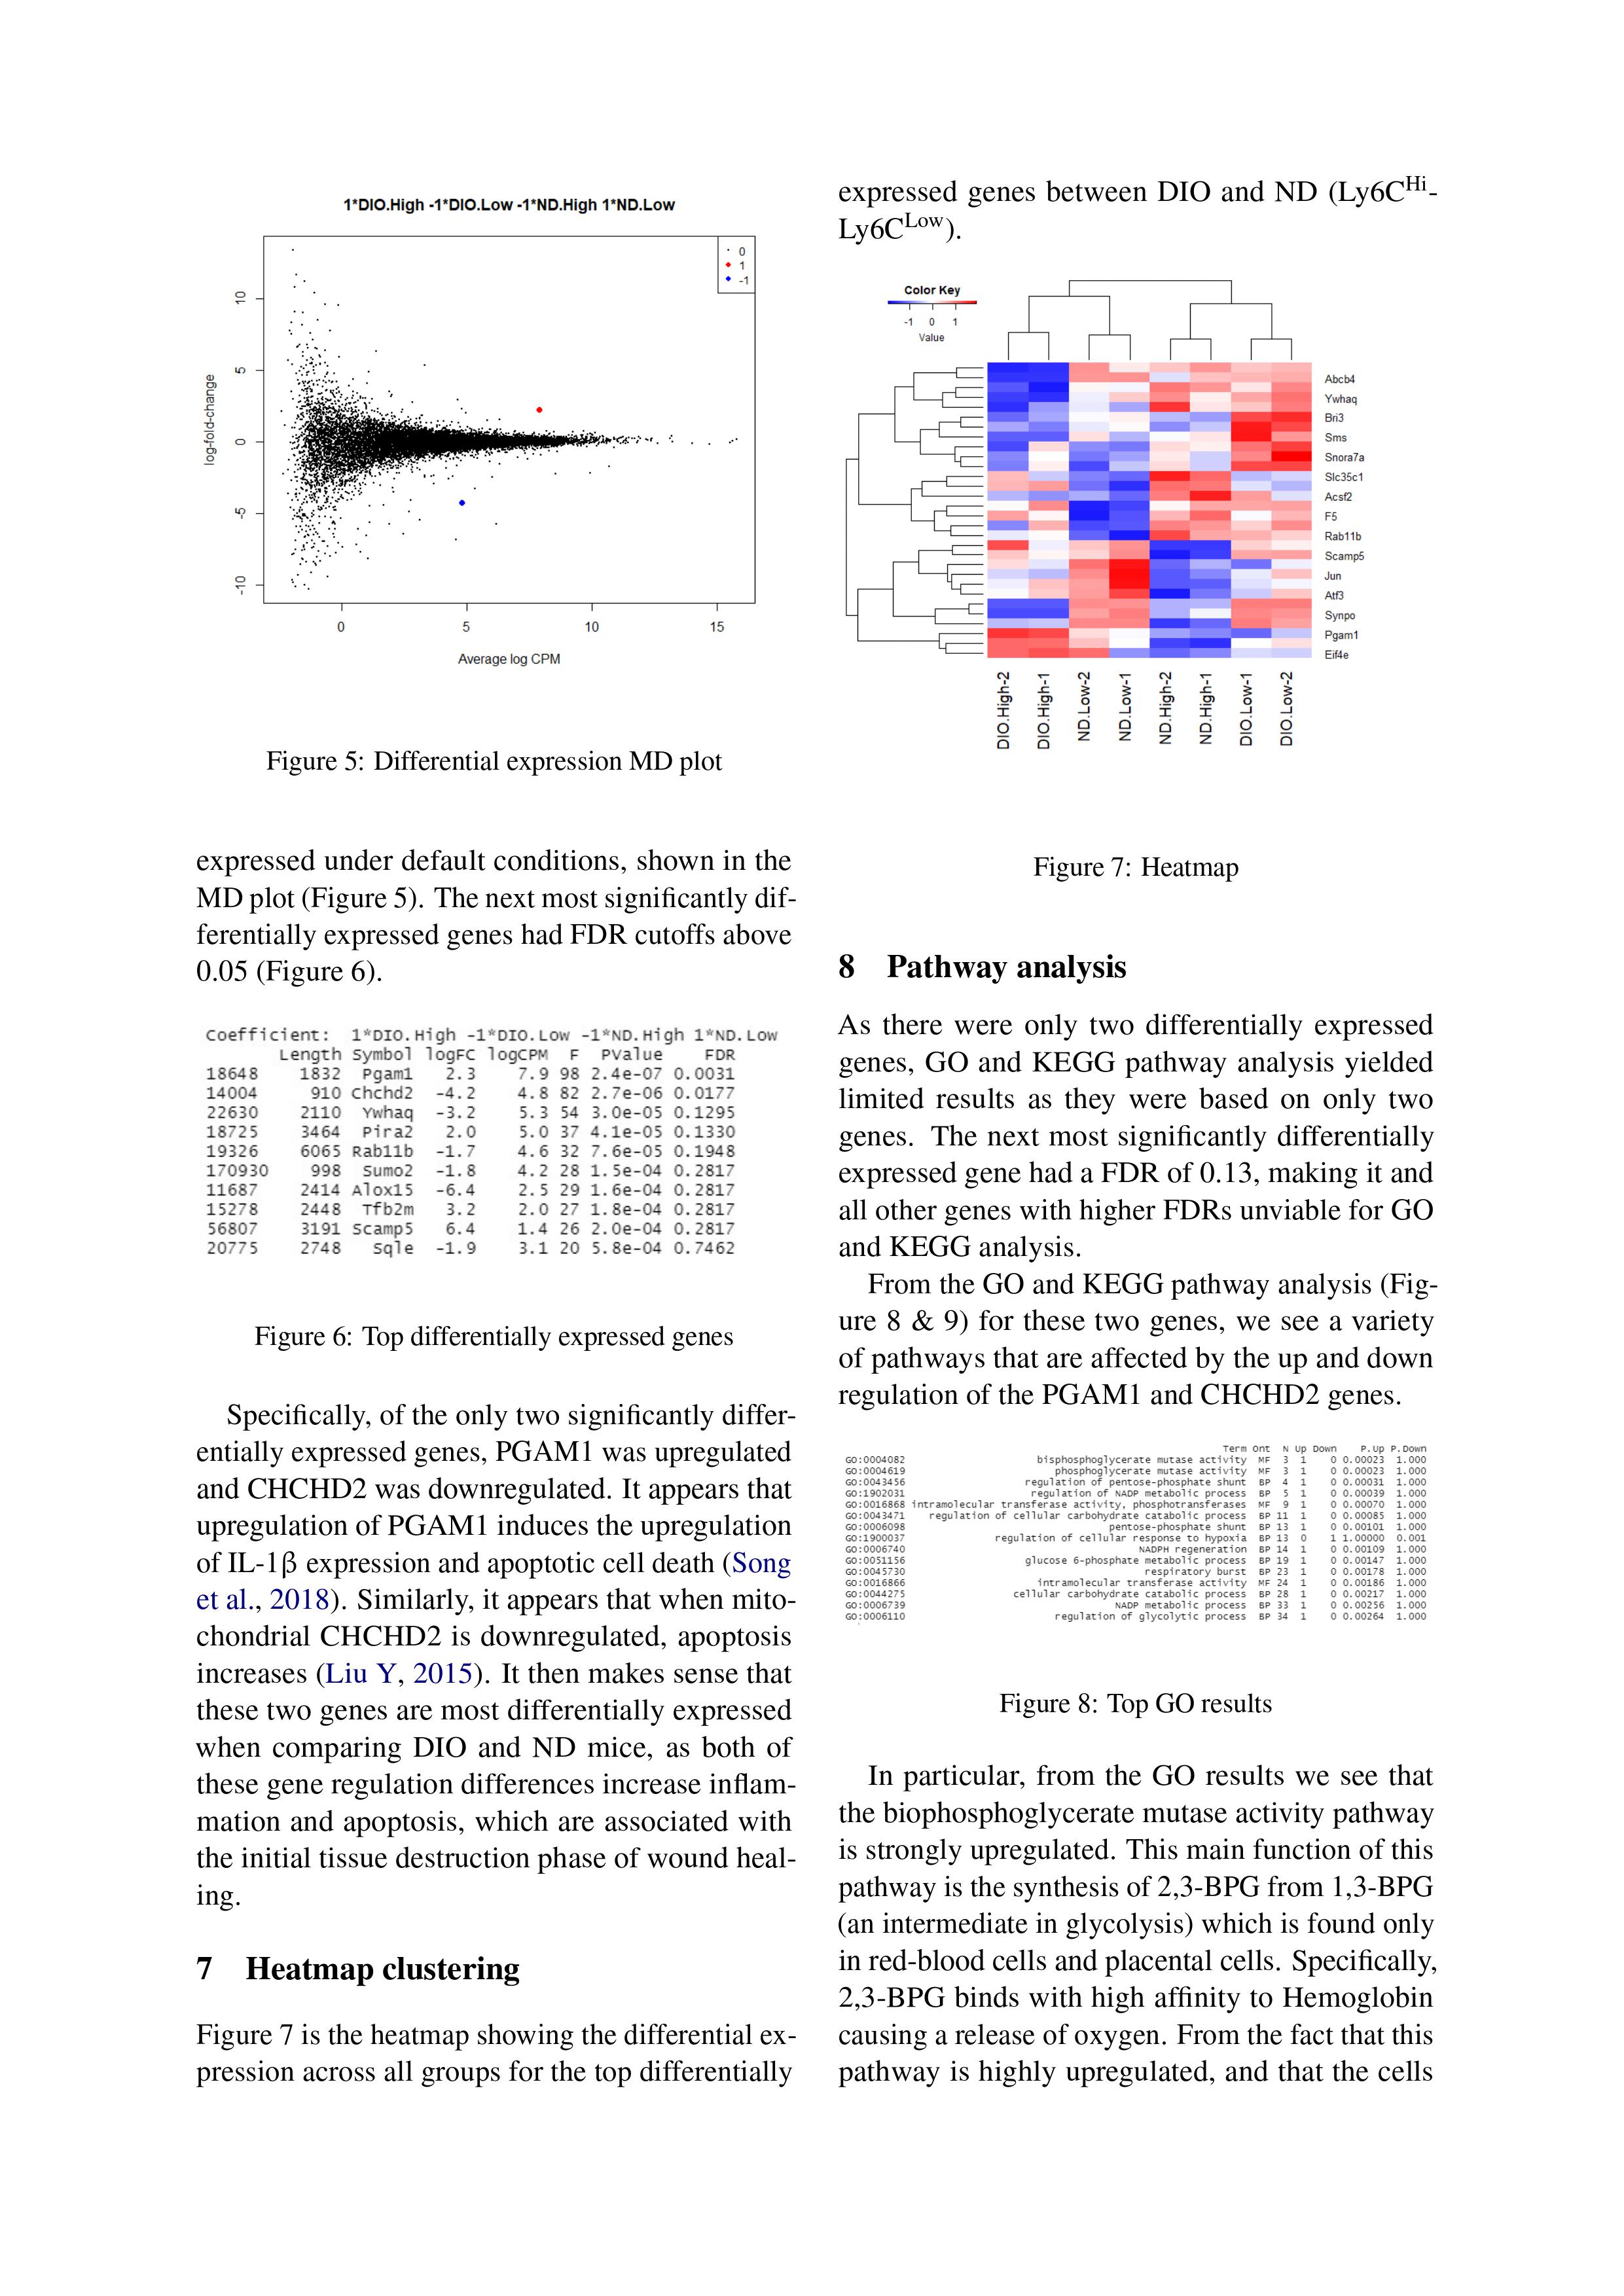 1*DIO.High -1*DIO.Low -1*ND.High 1*ND.Low
0
1
-1
10
5
0
-5
-10
log-fold-change
0 5 10 15
Average log CPM
Figure 5: Differential expression MD plot
expressed under default conditions, shown in the
MD plot (Figure 5). The next most significantly dif-
ferentially expressed genes had FDR cutoffs above
0.05 (Figure 6).
Coefficient: 1*DIO.High -1*DIO.Low -1*ND.High 1*ND.Low
Length Symbol logFC logCPM F PValue FDR
18648 1832 Pgam1 2.3 7.9 98 2.4e-07 0.0031
14004 910 Chchd2 -4.2 4.8 82 2.7e-06 0.0177
22630 2110 Ywhaq -3.2 5.3 54 3.0e-05 0.1295
18725 3464 Pira2 2.0 5.0 37 4.1e-05 0.1330
19326 6065 Rab11b -1.7 4.6 32 7.6e-05 0.1948
170930 998 Sumo2 -1.8 4.2 28 1.5e-04 0.2817
11687 2414 Alox15 -6.4 2.5 29 1.6e-04 0.2817
15278 2448 Tfb2m 3.2 2.0 27 1.8e-04 0.2817
56807 3191 Scamp5 6.4 1.4 26 2.0e-04 0.2817
20775 2748 Sqle -1.9 3.1 20 5.8e-04 0.7462
Figure 6: Top differentially expressed genes
Specifically, of the only two significantly differ-
entially expressed genes, PGAM1 was upregulated
and CHCHD2 was downregulated. It appears that
upregulation of PGAM1 induces the upregulation
of IL-1β expression and apoptotic cell death (Song
et al., 2018). Similarly, it appears that when mito-
chondrial CHCHD2 is downregulated, apoptosis
increases (Liu Y, 2015). It then makes sense that
these two genes are most differentially expressed
when comparing DIO and ND mice, as both of
these gene regulation differences increase inflam-
mation and apoptosis, which are associated with
the initial tissue destruction phase of wound heal-
ing.
7 Heatmap clustering
Figure 7 is the heatmap showing the differential ex-
pression across all groups for the top differentially
expressed genes between DIO and ND (Ly6CHi-
Ly6CLow).
Color Key
-1 0 1
Value
Abcb4
Ywhaq
Bri3
Sms
Snora7a
Slc35c1
Acsf2
F5
Rab11b
Scamp5
Jun
Atf3
Synpo
Pgam1
Eif4e
DIO.High-2
DIO.High-1
ND.Low-2
ND.Low-1
ND.High-2
ND.High-1
DIO.Low-1
DIO.Low-2
Figure 7: Heatmap
8 Pathway analysis
As there were only two differentially expressed
genes, GO and KEGG pathway analysis yielded
limited results as they were based on only two
genes. The next most significantly differentially
expressed gene had a FDR of 0.13, making it and
all other genes with higher FDRs unviable for GO
and KEGG analysis.
From the GO and KEGG pathway analysis (Fig-
ure 8 & 9) for these two genes, we see a variety
of pathways that are affected by the up and down
regulation of the PGAM1 and CHCHD2 genes.
Term Ont N Up Down P.Up P.Down
GO:0004082 bisphosphoglycerate mutase activity MF 3 1 0 0.00023 1.000
GO:0004619 phosphoglycerate mutase activity MF 3 1 0 0.00023 1.000
GO:0043456 regulation of pentose-phosphate shunt BP 4 1 0 0.00031 1.000
GO:1902031 regulation of NADP metabolic process BP 5 1 0 0.00039 1.000
GO:0016868 intramolecular transferase activity, phosphotransferases MF 9 1 0 0.00070 1.000
GO:0043471 regulation of cellular carbohydrate catabolic process BP 11 1 0 0.00085 1.000
GO:0006098 pentose-phosphate shunt BP 13 1 0 0.00101 1.000
GO:1900037 regulation of cellular response to hypoxia BP 13 0 1 1.00000 0.001
GO:0006740 NADPH regeneration BP 14 1 0 0.00109 1.000
GO:0051156 glucose 6-phosphate metabolic process BP 19 1 0 0.00147 1.000
GO:0045730 respiratory burst BP 23 1 0 0.00178 1.000
GO:0016866 intramolecular transferase activity MF 24 1 0 0.00186 1.000
GO:0044275 cellular carbohydrate catabolic process BP 28 1 0 0.00217 1.000
GO:0006739 NADP metabolic process BP 33 1 0 0.00256 1.000
GO:0006110 regulation of glycolytic process BP 34 1 0 0.00264 1.000
Figure 8: Top GO results
In particular, from the GO results we see that
the biophosphoglycerate mutase activity pathway
is strongly upregulated. This main function of this
pathway is the synthesis of 2,3-BPG from 1,3-BPG
(an intermediate in glycolysis) which is found only
in red-blood cells and placental cells. Specifically,
2,3-BPG binds with high affinity to Hemoglobin
causing a release of oxygen. From the fact that this
pathway is highly upregulated, and that the cells